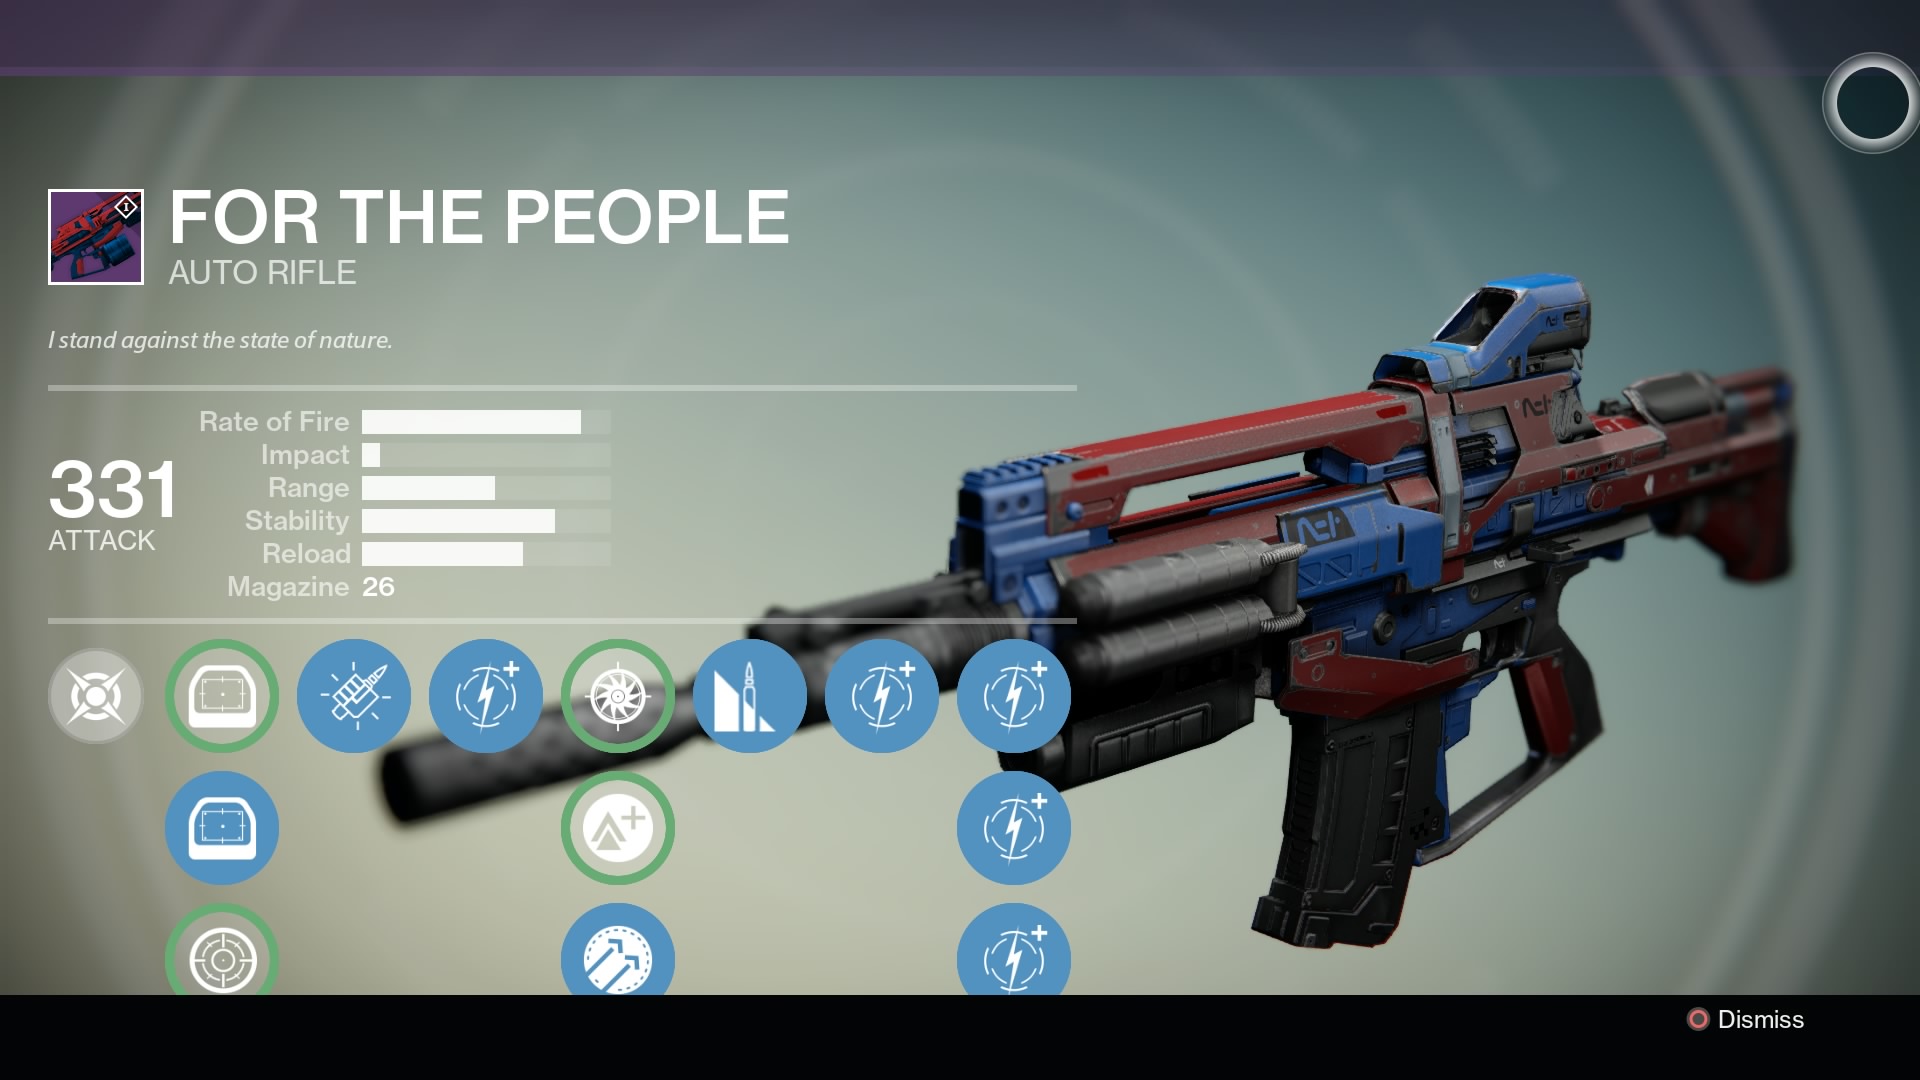 FOR THE PEOPLE
AUTO RIFLE
I stand against the state of nature.
331
ATTACK
Rate of Fire
Impact
Range
Stability
Reload
Magazine 26
Dismiss